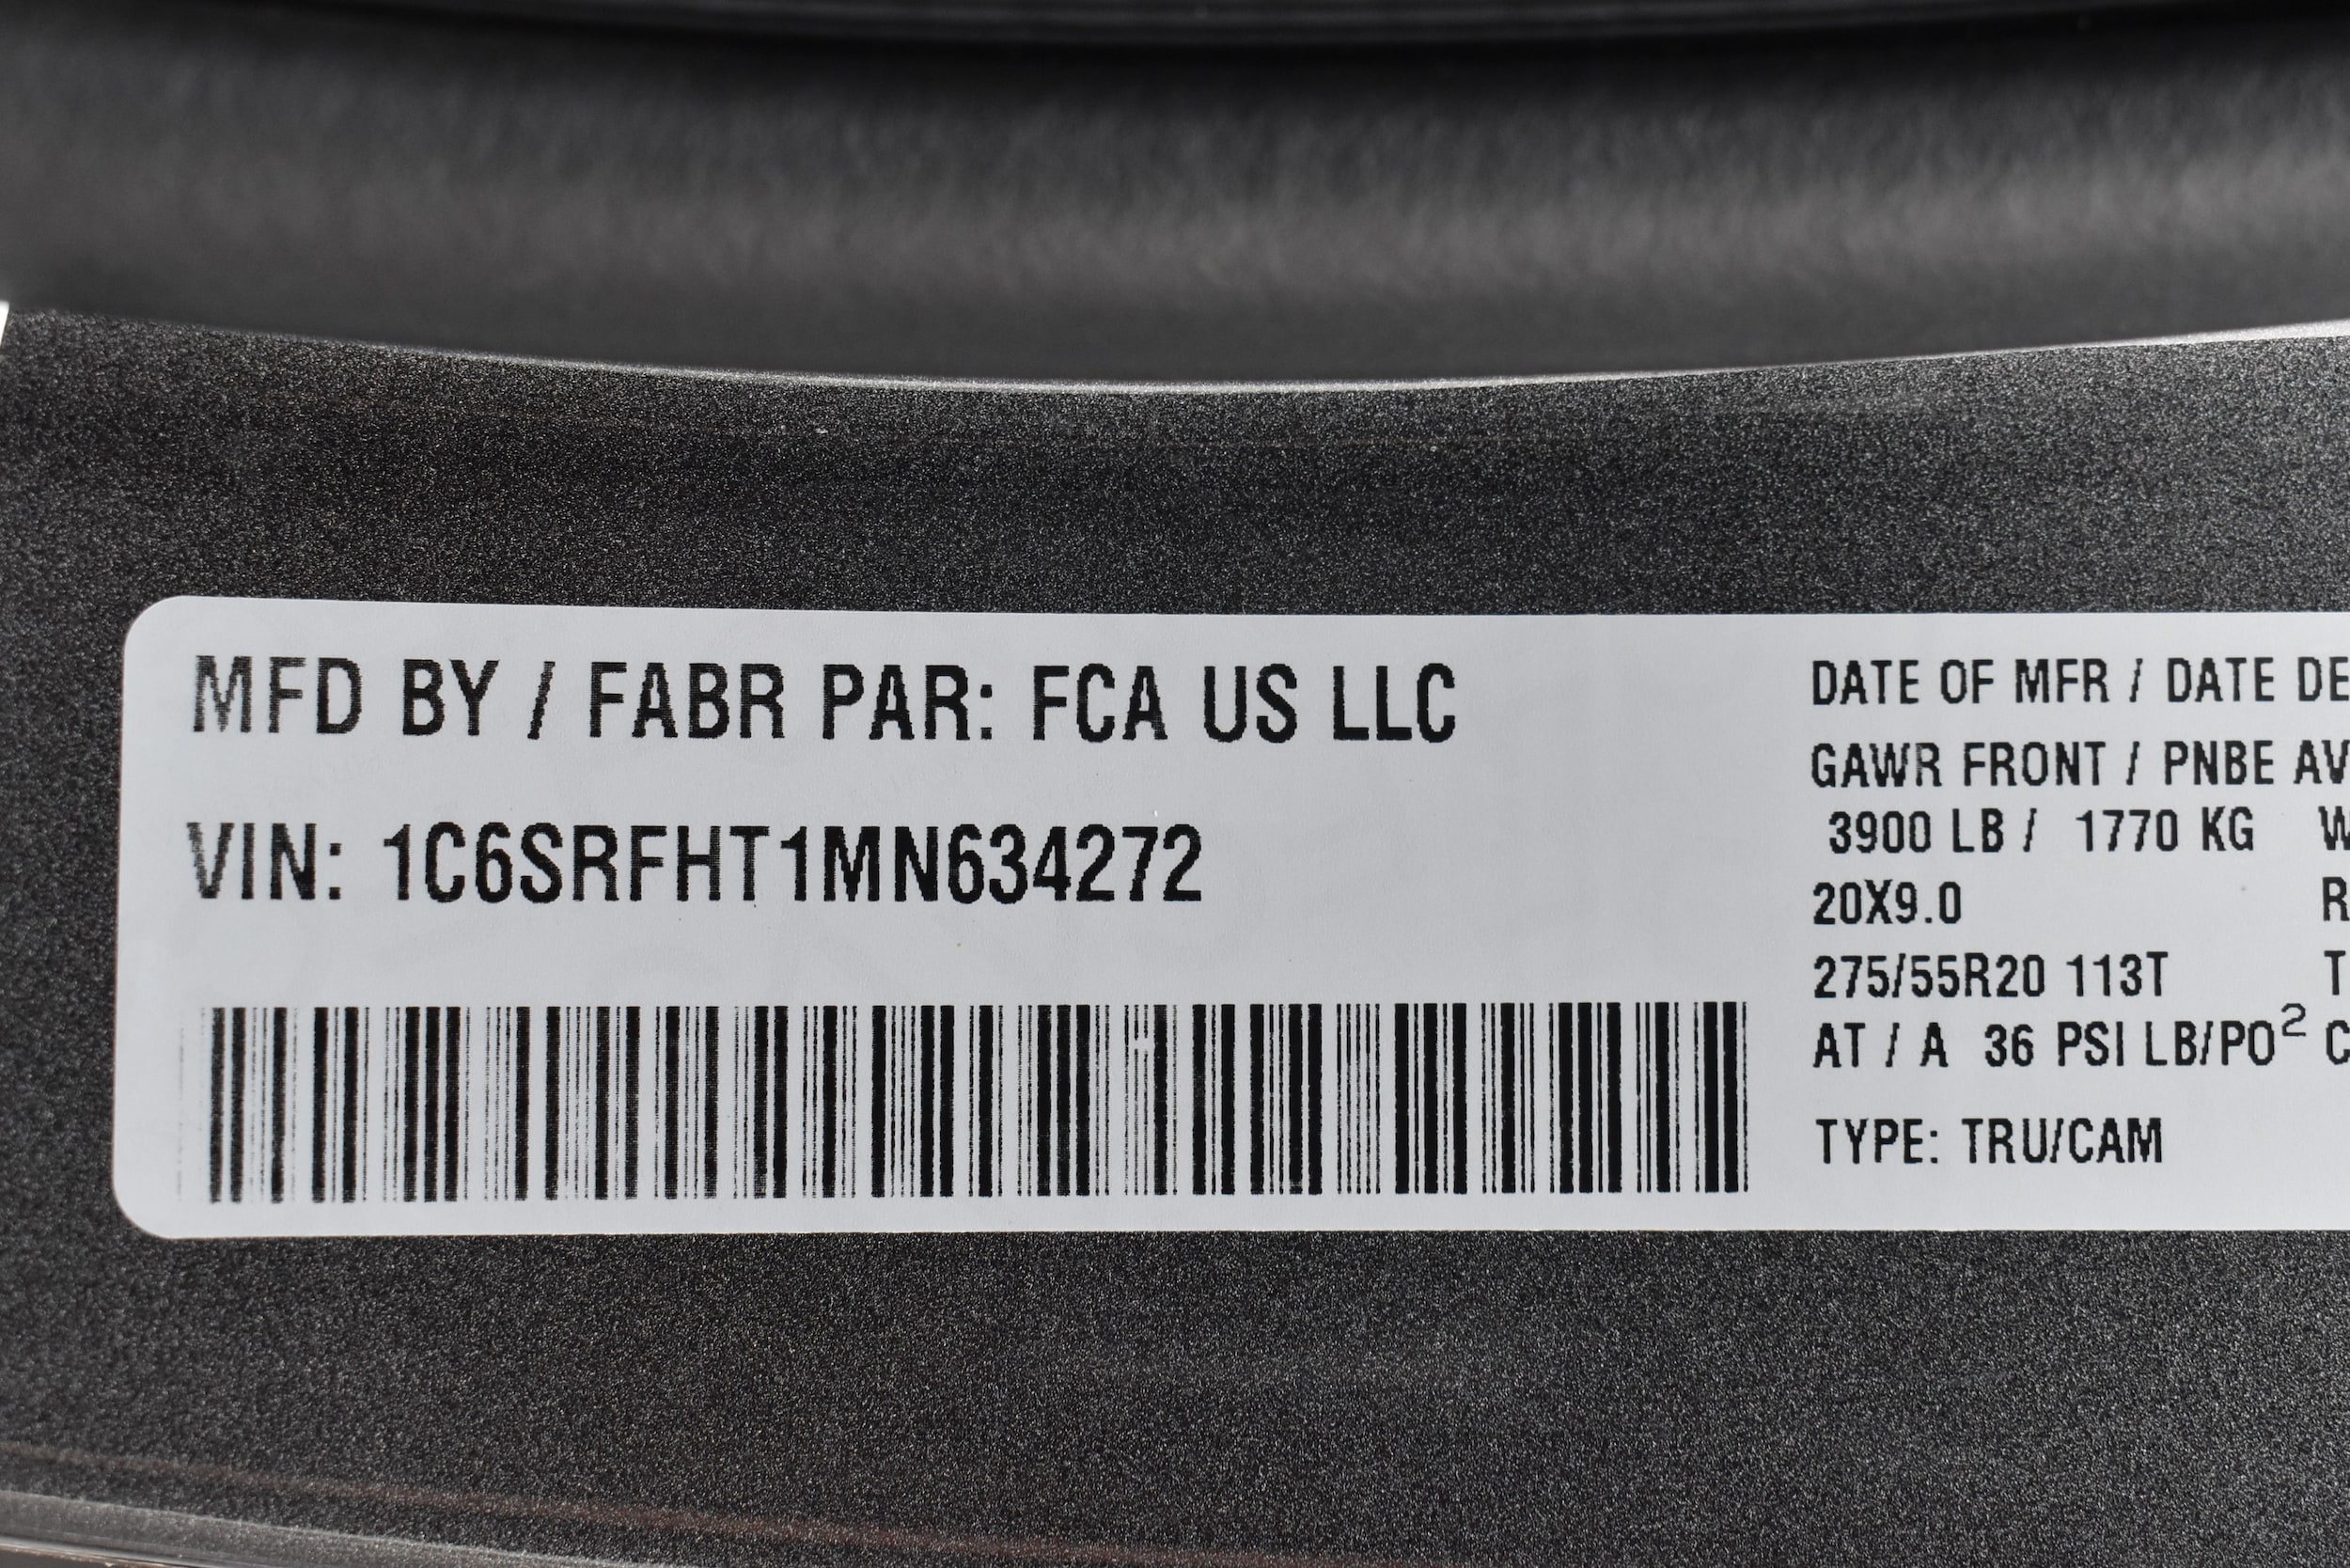 MFD BY / FABR PAR: FCA US LLC
VIN: 1C6SRFHT1MN634272
DATE OF MFR / DATE DE
GAWR FRONT / PNBE AV
3900 LB / 1770 KG W
20X9.0 R
275/55R20 113T T
AT / A 36 PSI LB/PO² C
TYPE: TRU/CAM